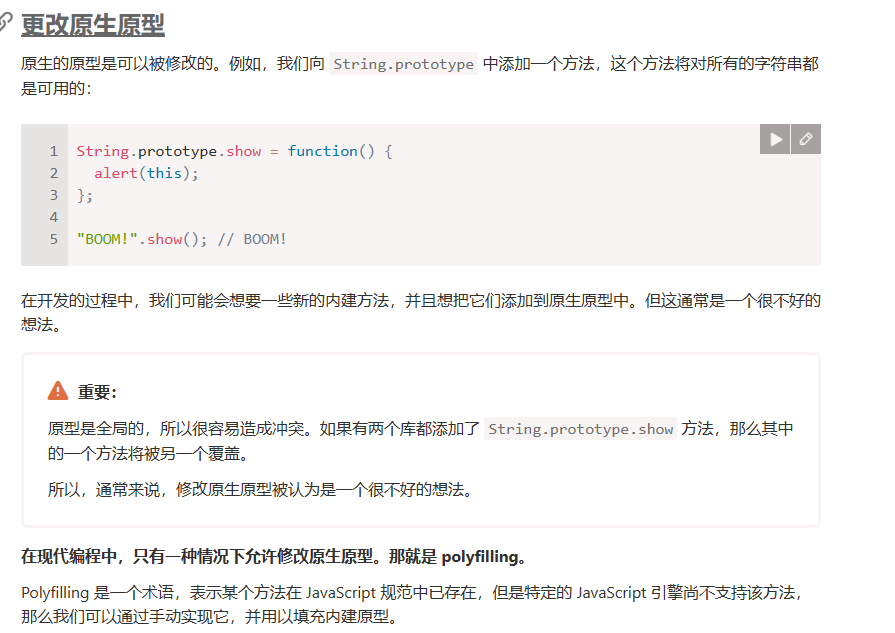 更改原生原型
原生的原型是可以被修改的。例如，我们向 String.prototype 中添加一个方法，这个方法将对所有的字符串都
是可用的：
1 String.prototype.show = function() {
2   alert(this);
3 };
4
5 "BOOM!".show(); // BOOM!
在开发的过程中，我们可能会想要一些新的内建方法，并且想把它们添加到原生原型中。但这通常是一个很不好的
想法。
重要：
原型是全局的，所以很容易造成冲突。如果有两个库都添加了 String.prototype.show 方法，那么其中
的一个方法将被另一个覆盖。
所以，通常来说，修改原生原型被认为是一个很不好的想法。
在现代编程中，只有一种情况下允许修改原生原型。那就是 polyfilling。
Polyfilling 是一个术语，表示某个方法在 JavaScript 规范中已存在，但是特定的 JavaScript 引擎尚不支持该方法，
那么我们可以通过手动实现它，并用以填充内建原型。